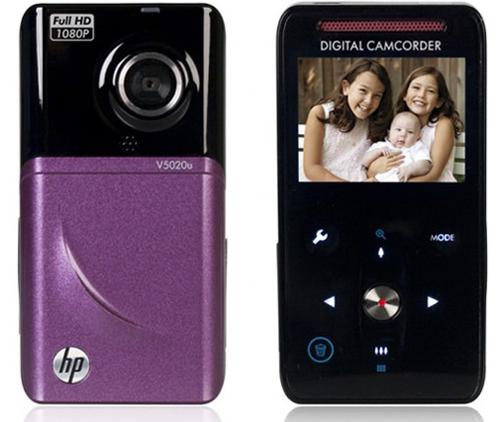 Full HD
1080P
V5020u
hp
DIGITAL CAMCORDER
MODE